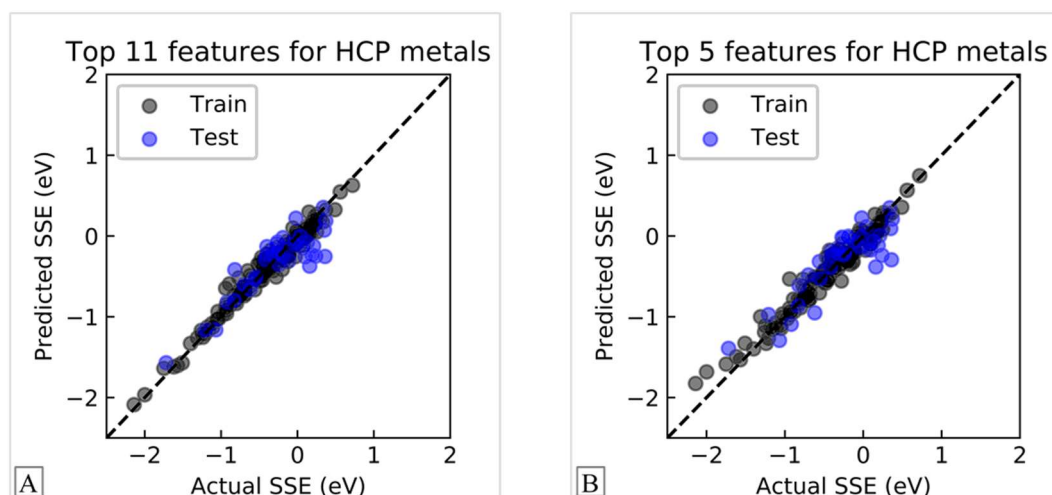 Top 11 features for HCP metals
2
1
0
−1
−2
Predicted SSE (eV)
Train
Test
−2 −1 0 1 2
Actual SSE (eV)
A
Top 5 features for HCP metals
2
1
0
−1
−2
Predicted SSE (eV)
Train
Test
−2 −1 0 1 2
Actual SSE (eV)
B